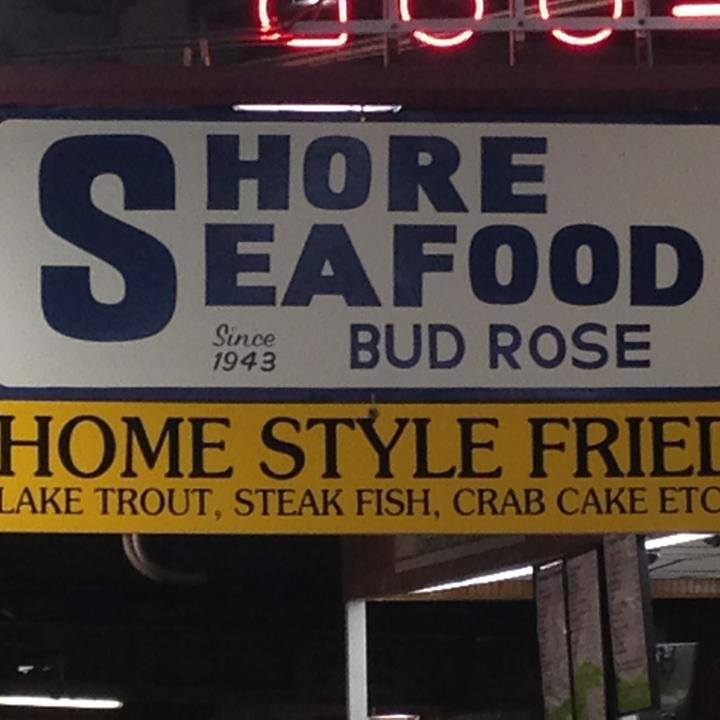 SHORE
SEAFOOD
Since
1943
BUD ROSE
HOME STYLE FRIED
LAKE TROUT, STEAK FISH, CRAB CAKE ETC